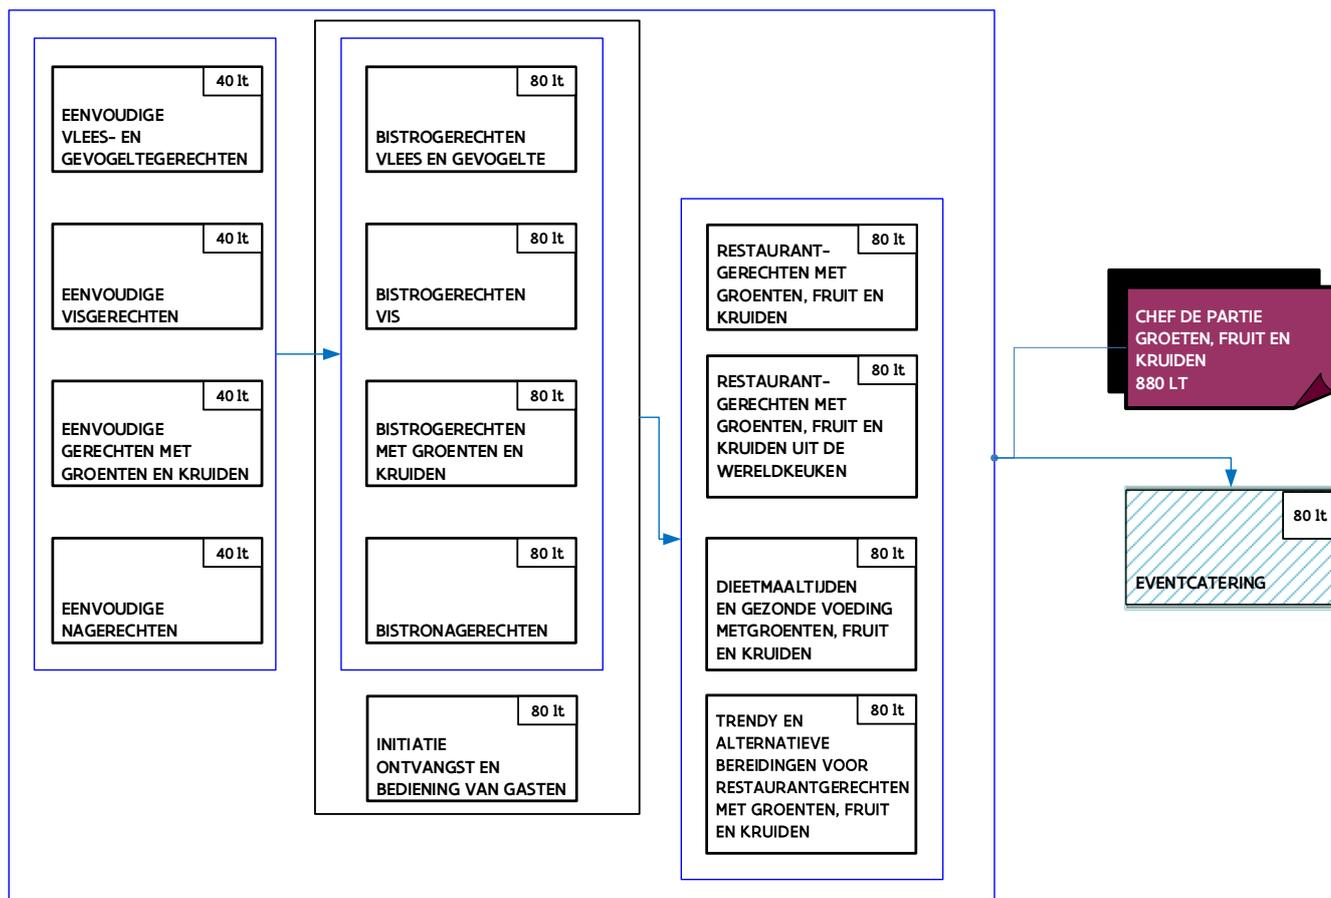 40 lt
EENVOUDIGE
VLEES- EN
GEVOGELTEGERECHTEN
40 lt
EENVOUDIGE
VISGERECHTEN
40 lt
EENVOUDIGE
GERECHTEN MET
GROENTEN EN KRUIDEN
40 lt
EENVOUDIGE
NAGERECHTEN
80 lt
BISTROGERECHTEN
VLEES EN GEVOGELTE
80 lt
BISTROGERECHTEN
VIS
80 lt
BISTROGERECHTEN
MET GROENTEN EN
KRUIDEN
80 lt
BISTRONAGERECHTEN
80 lt
INITIATIE
ONTVANGST EN
BEDIENING VAN GASTEN
80 lt
RESTAURANT-
GERECHTEN MET
GROENTEN, FRUIT EN
KRUIDEN
80 lt
RESTAURANT-
GERECHTEN MET
GROENTEN, FRUIT EN
KRUIDEN UIT DE
WERELDKEUKEN
80 lt
DIEETMAALTIJDEN
EN GEZONDE VOEDING
METGROENTEN, FRUIT
EN KRUIDEN
80 lt
TRENDY EN
ALTERNATIEVE
BEREIDINGEN VOOR
RESTAURANTGERECHTEN
MET GROENTEN, FRUIT
EN KRUIDEN
CHEF DE PARTIE
GROETEN, FRUIT EN
KRUIDEN
880 LT
80 lt
EVENTCATERING